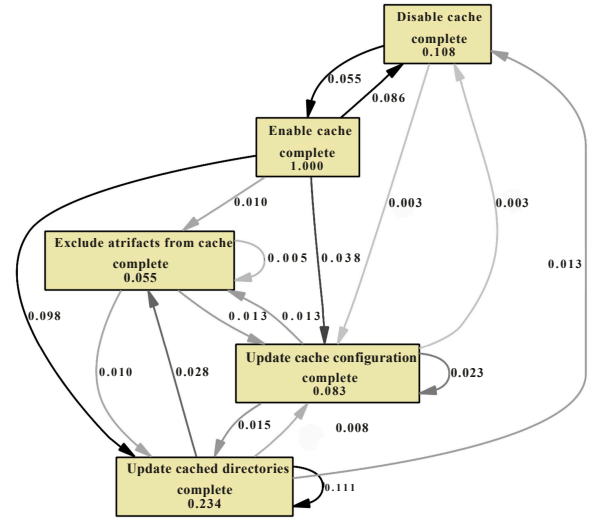 Disable cache
complete
0.108
0.055
0.086
Enable cache
complete
1.000
0.010
0.003
0.003
Exclude atrifacts from cache
complete
0.055
0.005
0.038
0.013
0.098
0.013
0.013
Update cache configuration
complete
0.083
0.010
0.028
0.023
0.015
0.008
Update cached directories
complete
0.234
0.111